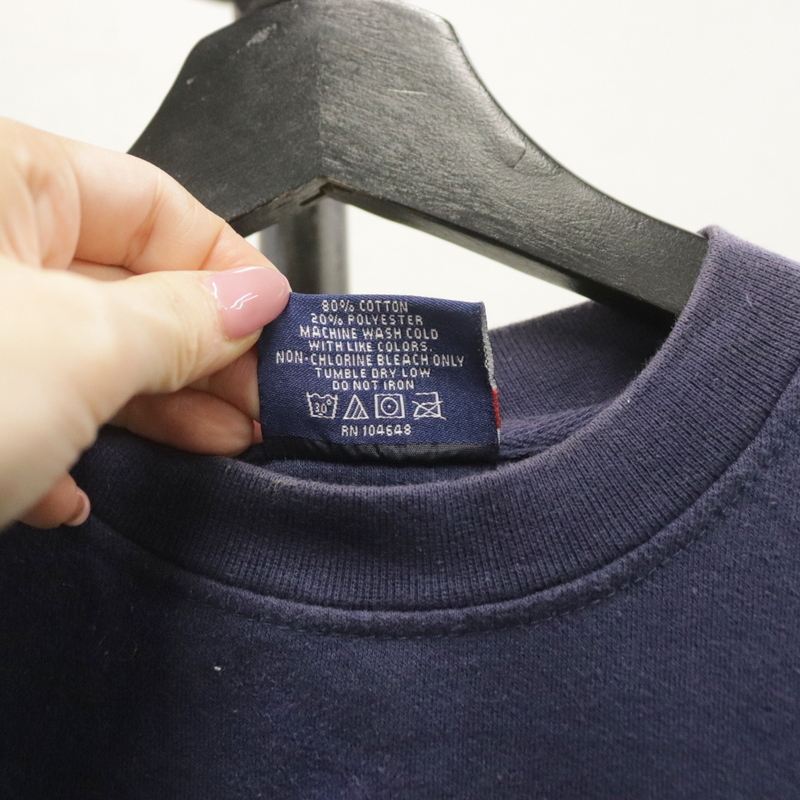 80% COTTON
20% POLYESTER
MACHINE WASH COLD
WITH LIKE COLORS.
NON-CHLORINE BLEACH ONLY
TUMBLE DRY LOW
DO NOT IRON
30°
RN 104648